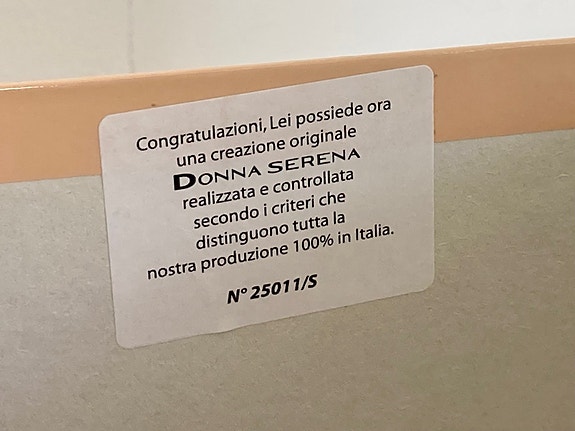 Congratulazioni, Lei possiede ora
una creazione originale
DONNA SERENA
realizzata e controllata
secondo i criteri che
distinguono tutta la
nostra produzione 100% in Italia.
N° 25011/S